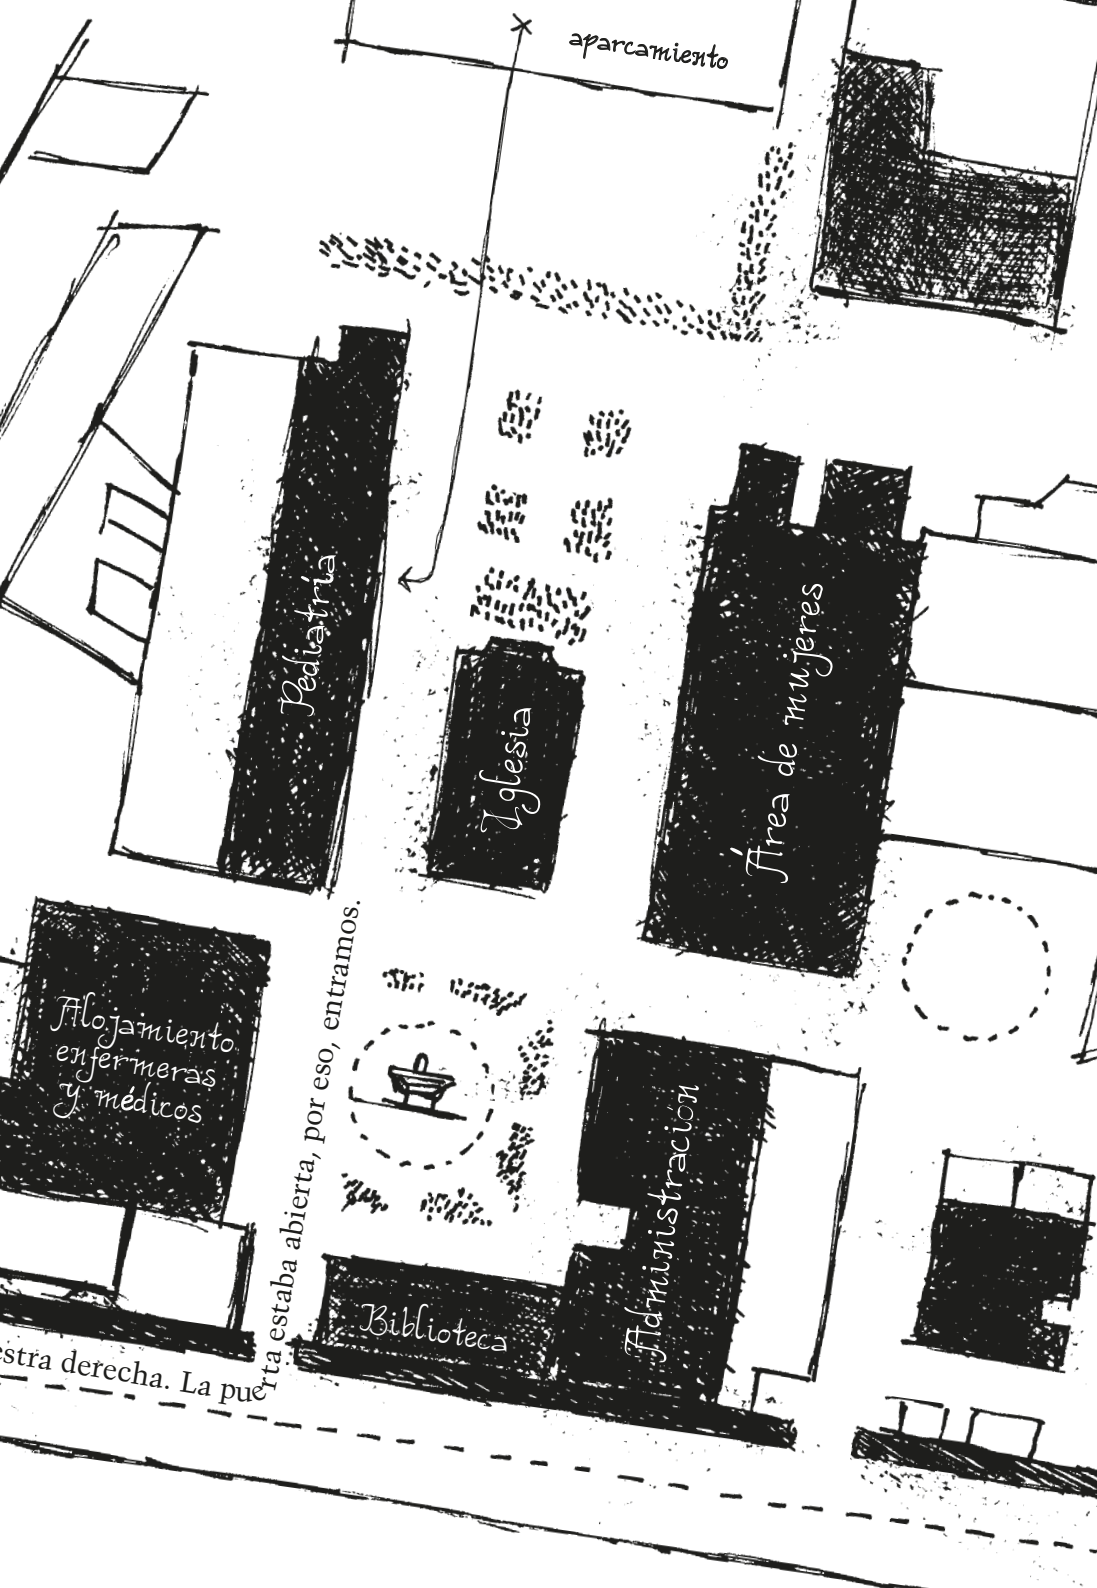 aparcamiento
Pediatría
Iglesia
Área de mujeres
Alojamiento
enfermeras
y médicos
Administración
Biblioteca
estra derecha. La puerta estaba abierta, por eso, entramos.